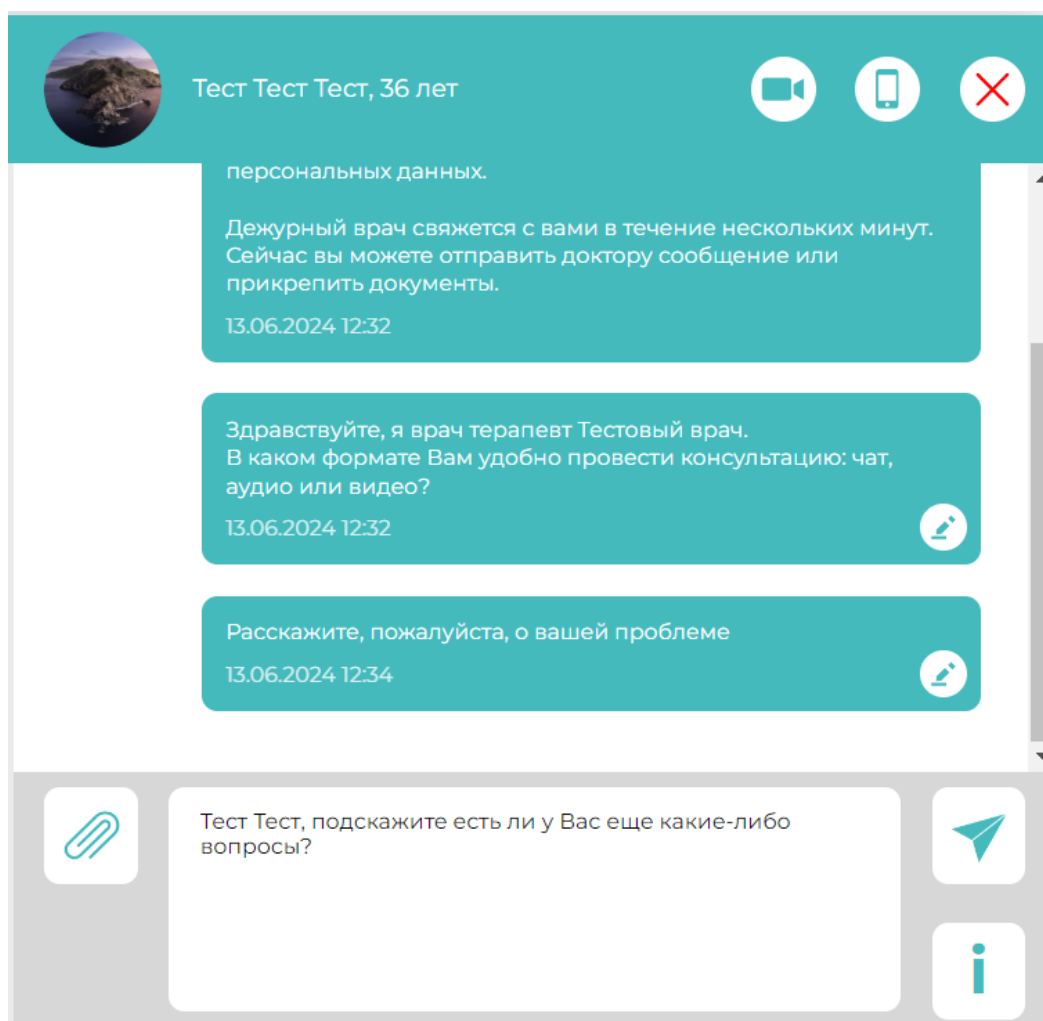 Тест Тест Тест, 36 лет
персональных данных.
Дежурный врач свяжется с вами в течение нескольких минут.
Сейчас вы можете отправить доктору сообщение или
прикрепить документы.
13.06.2024 12:32
Здравствуйте, я врач терапевт Тестовый врач.
В каком формате Вам удобно провести консультацию: чат,
аудио или видео?
13.06.2024 12:32
Расскажите, пожалуйста, о вашей проблеме
13.06.2024 12:34
Тест Тест, подскажите есть ли у Вас еще какие-либо
вопросы?